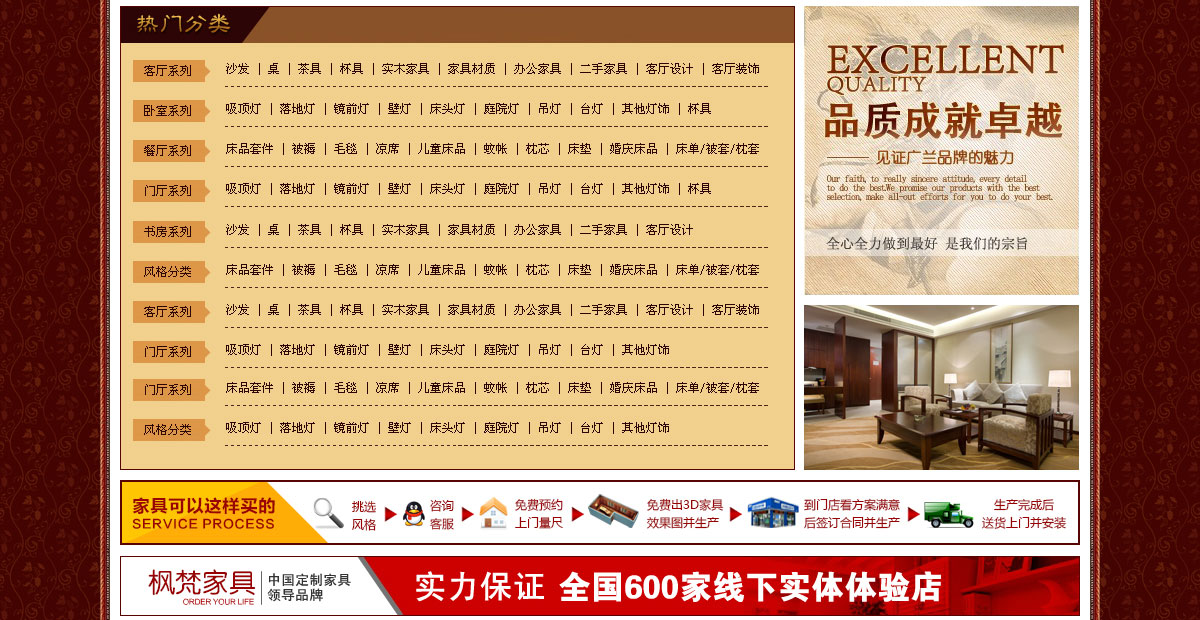 热门分类
客厅系列 沙发 | 桌 | 茶具 | 杯具 | 实木家具 | 家具材质 | 办公家具 | 二手家具 | 客厅设计 | 客厅装饰
卧室系列 吸顶灯 | 落地灯 | 镜前灯 | 壁灯 | 床头灯 | 庭院灯 | 吊灯 | 台灯 | 其他灯饰 | 杯具
餐厅系列 床品套件 | 被褥 | 毛毯 | 凉席 | 儿童床品 | 蚊帐 | 枕芯 | 床垫 | 婚庆床品 | 床单/被套/枕套
门厅系列 吸顶灯 | 落地灯 | 镜前灯 | 壁灯 | 床头灯 | 庭院灯 | 吊灯 | 台灯 | 其他灯饰 | 杯具
书房系列 沙发 | 桌 | 茶具 | 杯具 | 实木家具 | 家具材质 | 办公家具 | 二手家具 | 客厅设计
风格分类 床品套件 | 被褥 | 毛毯 | 凉席 | 儿童床品 | 蚊帐 | 枕芯 | 床垫 | 婚庆床品 | 床单/被套/枕套
客厅系列 沙发 | 桌 | 茶具 | 杯具 | 实木家具 | 家具材质 | 办公家具 | 二手家具 | 客厅设计 | 客厅装饰
门厅系列 吸顶灯 | 落地灯 | 镜前灯 | 壁灯 | 床头灯 | 庭院灯 | 吊灯 | 台灯 | 其他灯饰
门厅系列 床品套件 | 被褥 | 毛毯 | 凉席 | 儿童床品 | 蚊帐 | 枕芯 | 床垫 | 婚庆床品 | 床单/被套/枕套
风格分类 吸顶灯 | 落地灯 | 镜前灯 | 壁灯 | 床头灯 | 庭院灯 | 吊灯 | 台灯 | 其他灯饰
EXCELLENT
QUALITY
品质成就卓越
见证广兰品牌的魅力
Our faith, to really sincere attitude, every detail
to do the best.We promise our products with the best
selection, make all-out efforts for you to do your best.
全心全力做到最好 是我们的宗旨
家具可以这样买的
SERVICE PROCESS
挑选
风格
咨询
客服
免费预约
上门量尺
免费出3D家具
效果图并生产
到门店看方案满意
后签订合同并生产
生产完成后
送货上门并安装
枫梵家具
ORDER YOUR LIFE
中国定制家具
领导品牌
实力保证 全国600家线下实体体验店